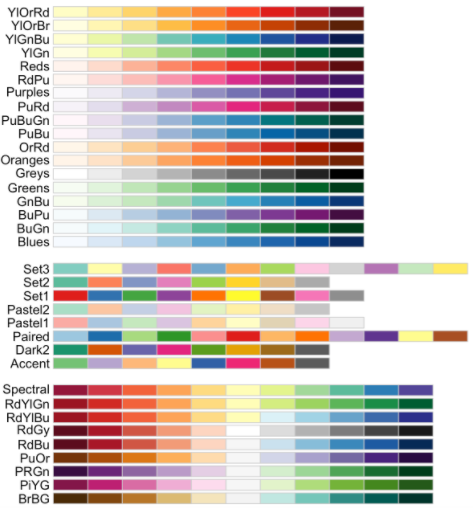 YlOrRd
YlOrBr
YlGnBu
YlGn
Reds
RdPu
Purples
PuRd
PuBuGn
PuBu
OrRd
Oranges
Greys
Greens
GnBu
BuPu
BuGn
Blues
Set3
Set2
Set1
Pastel2
Pastel1
Paired
Dark2
Accent
Spectral
RdYlGn
RdYlBu
RdGy
RdBu
PuOr
PRGn
PiYG
BrBG